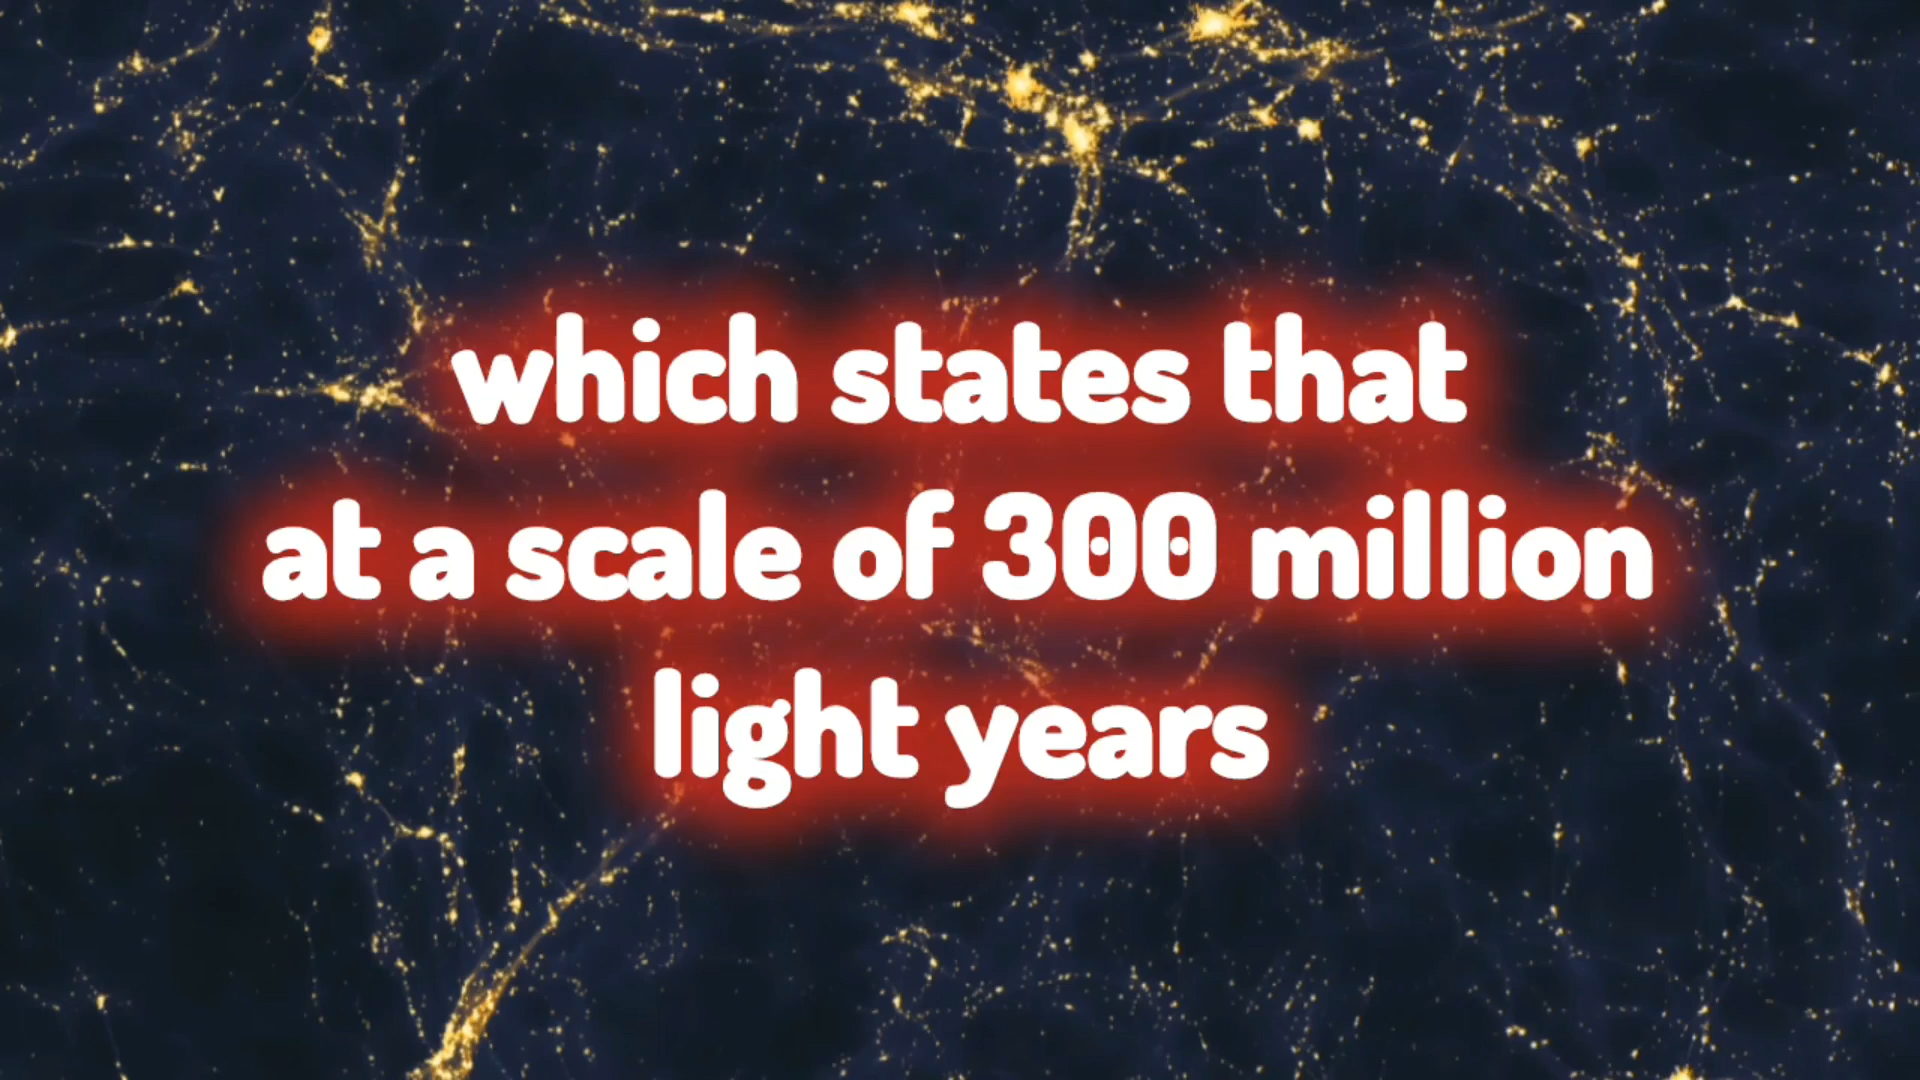 which states that
at a scale of 300 million
light years